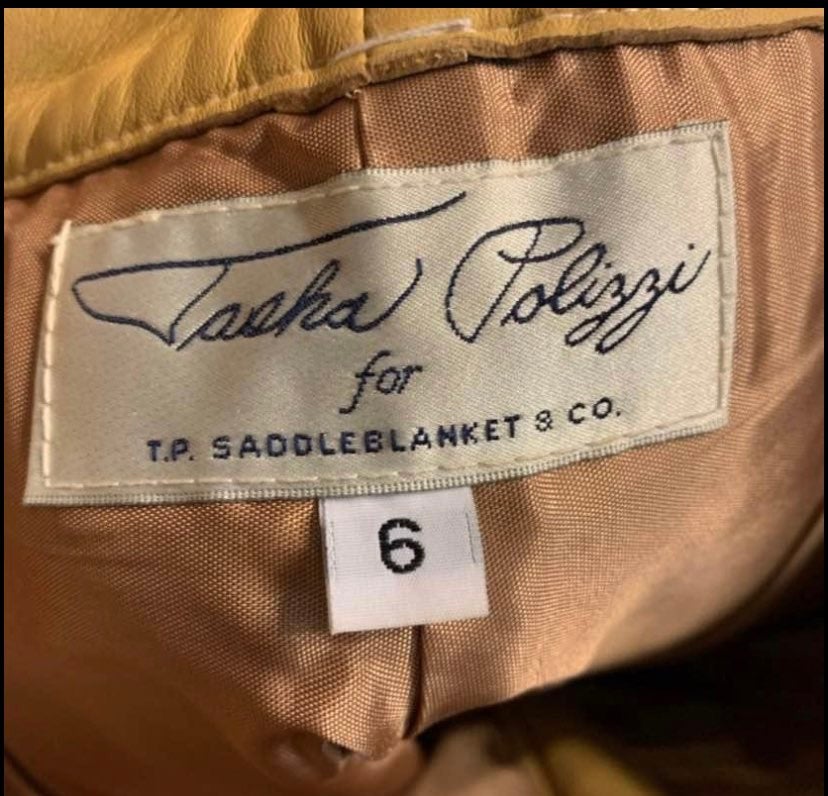 Tasha Polizzi
for
T.P. SADDLEBLANKET & CO.
6